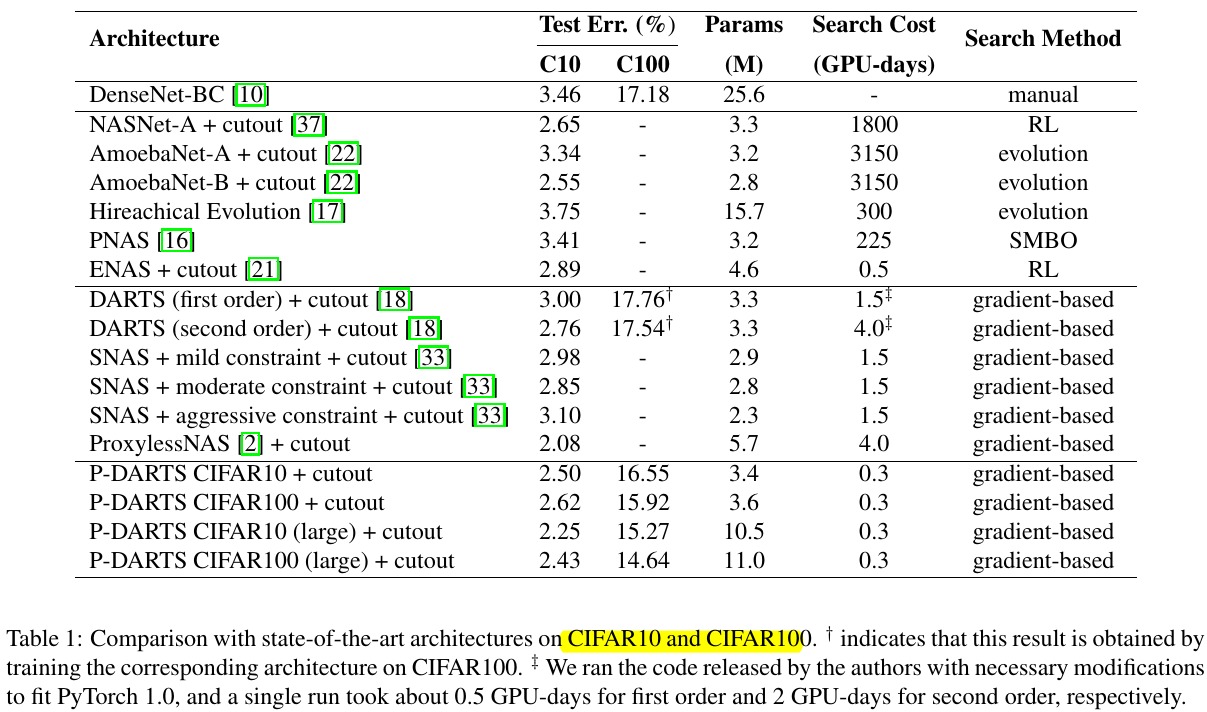 Architecture Test Err. (%) Params Search Cost Search Method
C10 C100 (M) (GPU-days)
DenseNet-BC [10] 3.46 17.18 25.6 - manual
NASNet-A + cutout [37] 2.65 - 3.3 1800 RL
AmoebaNet-A + cutout [22] 3.34 - 3.2 3150 evolution
AmoebaNet-B + cutout [22] 2.55 - 2.8 3150 evolution
Hireachical Evolution [17] 3.75 - 15.7 300 evolution
PNAS [16] 3.41 - 3.2 225 SMBO
ENAS + cutout [21] 2.89 - 4.6 0.5 RL
DARTS (first order) + cutout [18] 3.00 17.76† 3.3 1.5‡ gradient-based
DARTS (second order) + cutout [18] 2.76 17.54† 3.3 4.0‡ gradient-based
SNAS + mild constraint + cutout [33] 2.98 - 2.9 1.5 gradient-based
SNAS + moderate constraint + cutout [33] 2.85 - 2.8 1.5 gradient-based
SNAS + aggressive constraint + cutout [33] 3.10 - 2.3 1.5 gradient-based
ProxylessNAS [2] + cutout 2.08 - 5.7 4.0 gradient-based
P-DARTS CIFAR10 + cutout 2.50 16.55 3.4 0.3 gradient-based
P-DARTS CIFAR100 + cutout 2.62 15.92 3.6 0.3 gradient-based
P-DARTS CIFAR10 (large) + cutout 2.25 15.27 10.5 0.3 gradient-based
P-DARTS CIFAR100 (large) + cutout 2.43 14.64 11.0 0.3 gradient-based
Table 1: Comparison with state-of-the-art architectures on CIFAR10 and CIFAR100. † indicates that this result is obtained by
training the corresponding architecture on CIFAR100. ‡ We ran the code released by the authors with necessary modifications
to fit PyTorch 1.0, and a single run took about 0.5 GPU-days for first order and 2 GPU-days for second order, respectively.